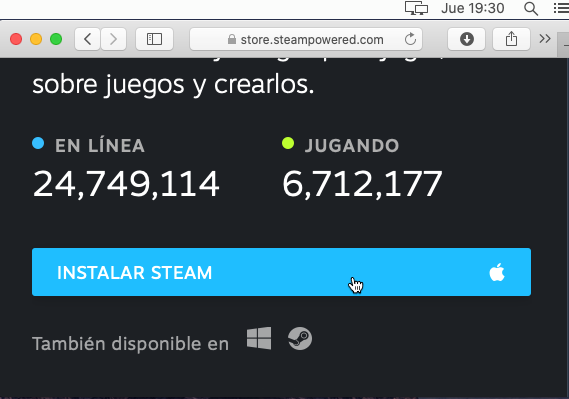 Jue 19:30
store.steampowered.com
sobre juegos y crearlos.
EN LÍNEA
JUGANDO
24,749,114
6,712,177
INSTALAR STEAM
También disponible en